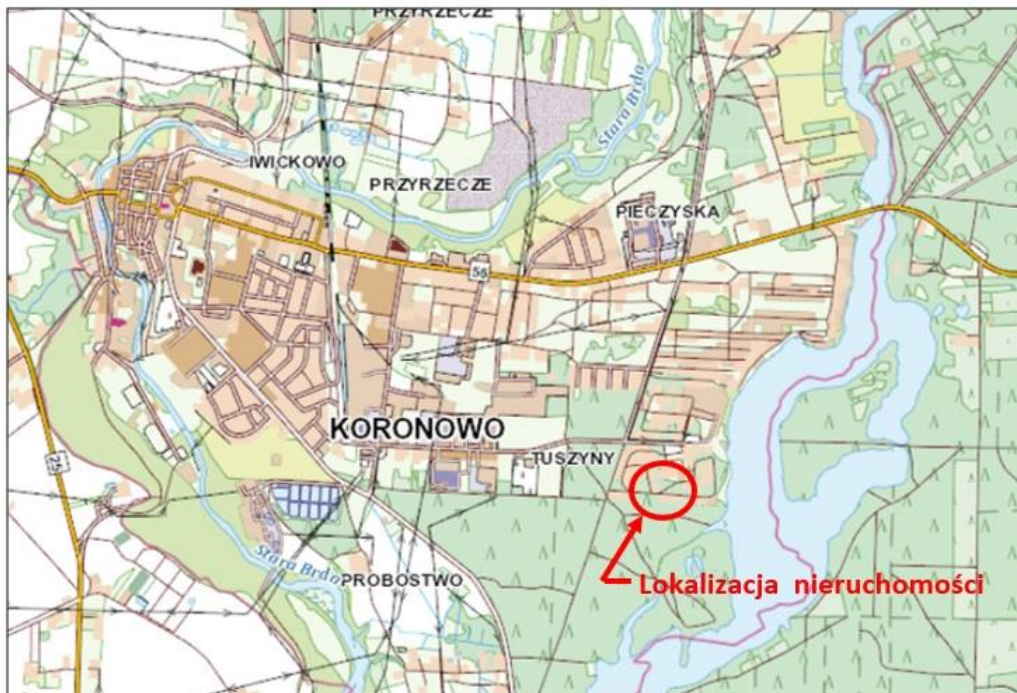 PRZYRZECZE
Stara Brda
IWICKOWO
PRZYRZECZE
PIECZYSKA
56
KORONOWO
TUSZYNY
25
Stara Brda
PROBOSTWO
Lokalizacja nieruchomości